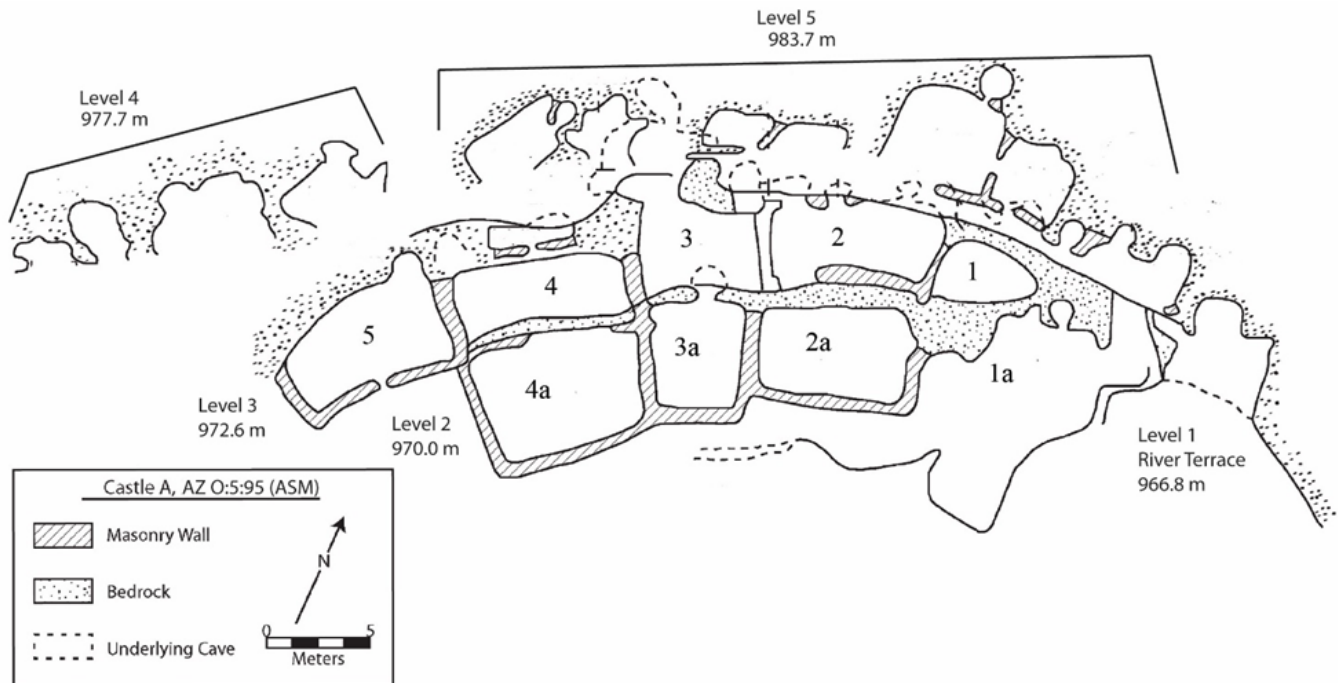 Level 5
983.7 m
Level 4
977.7 m
3
2
1
4
5
3a
2a
1a
4a
Level 3
972.6 m
Level 2
970.0 m
Level 1
River Terrace
966.8 m
Castle A, AZ O:5:95 (ASM)
Masonry Wall
Bedrock
Underlying Cave
N
0 5
Meters